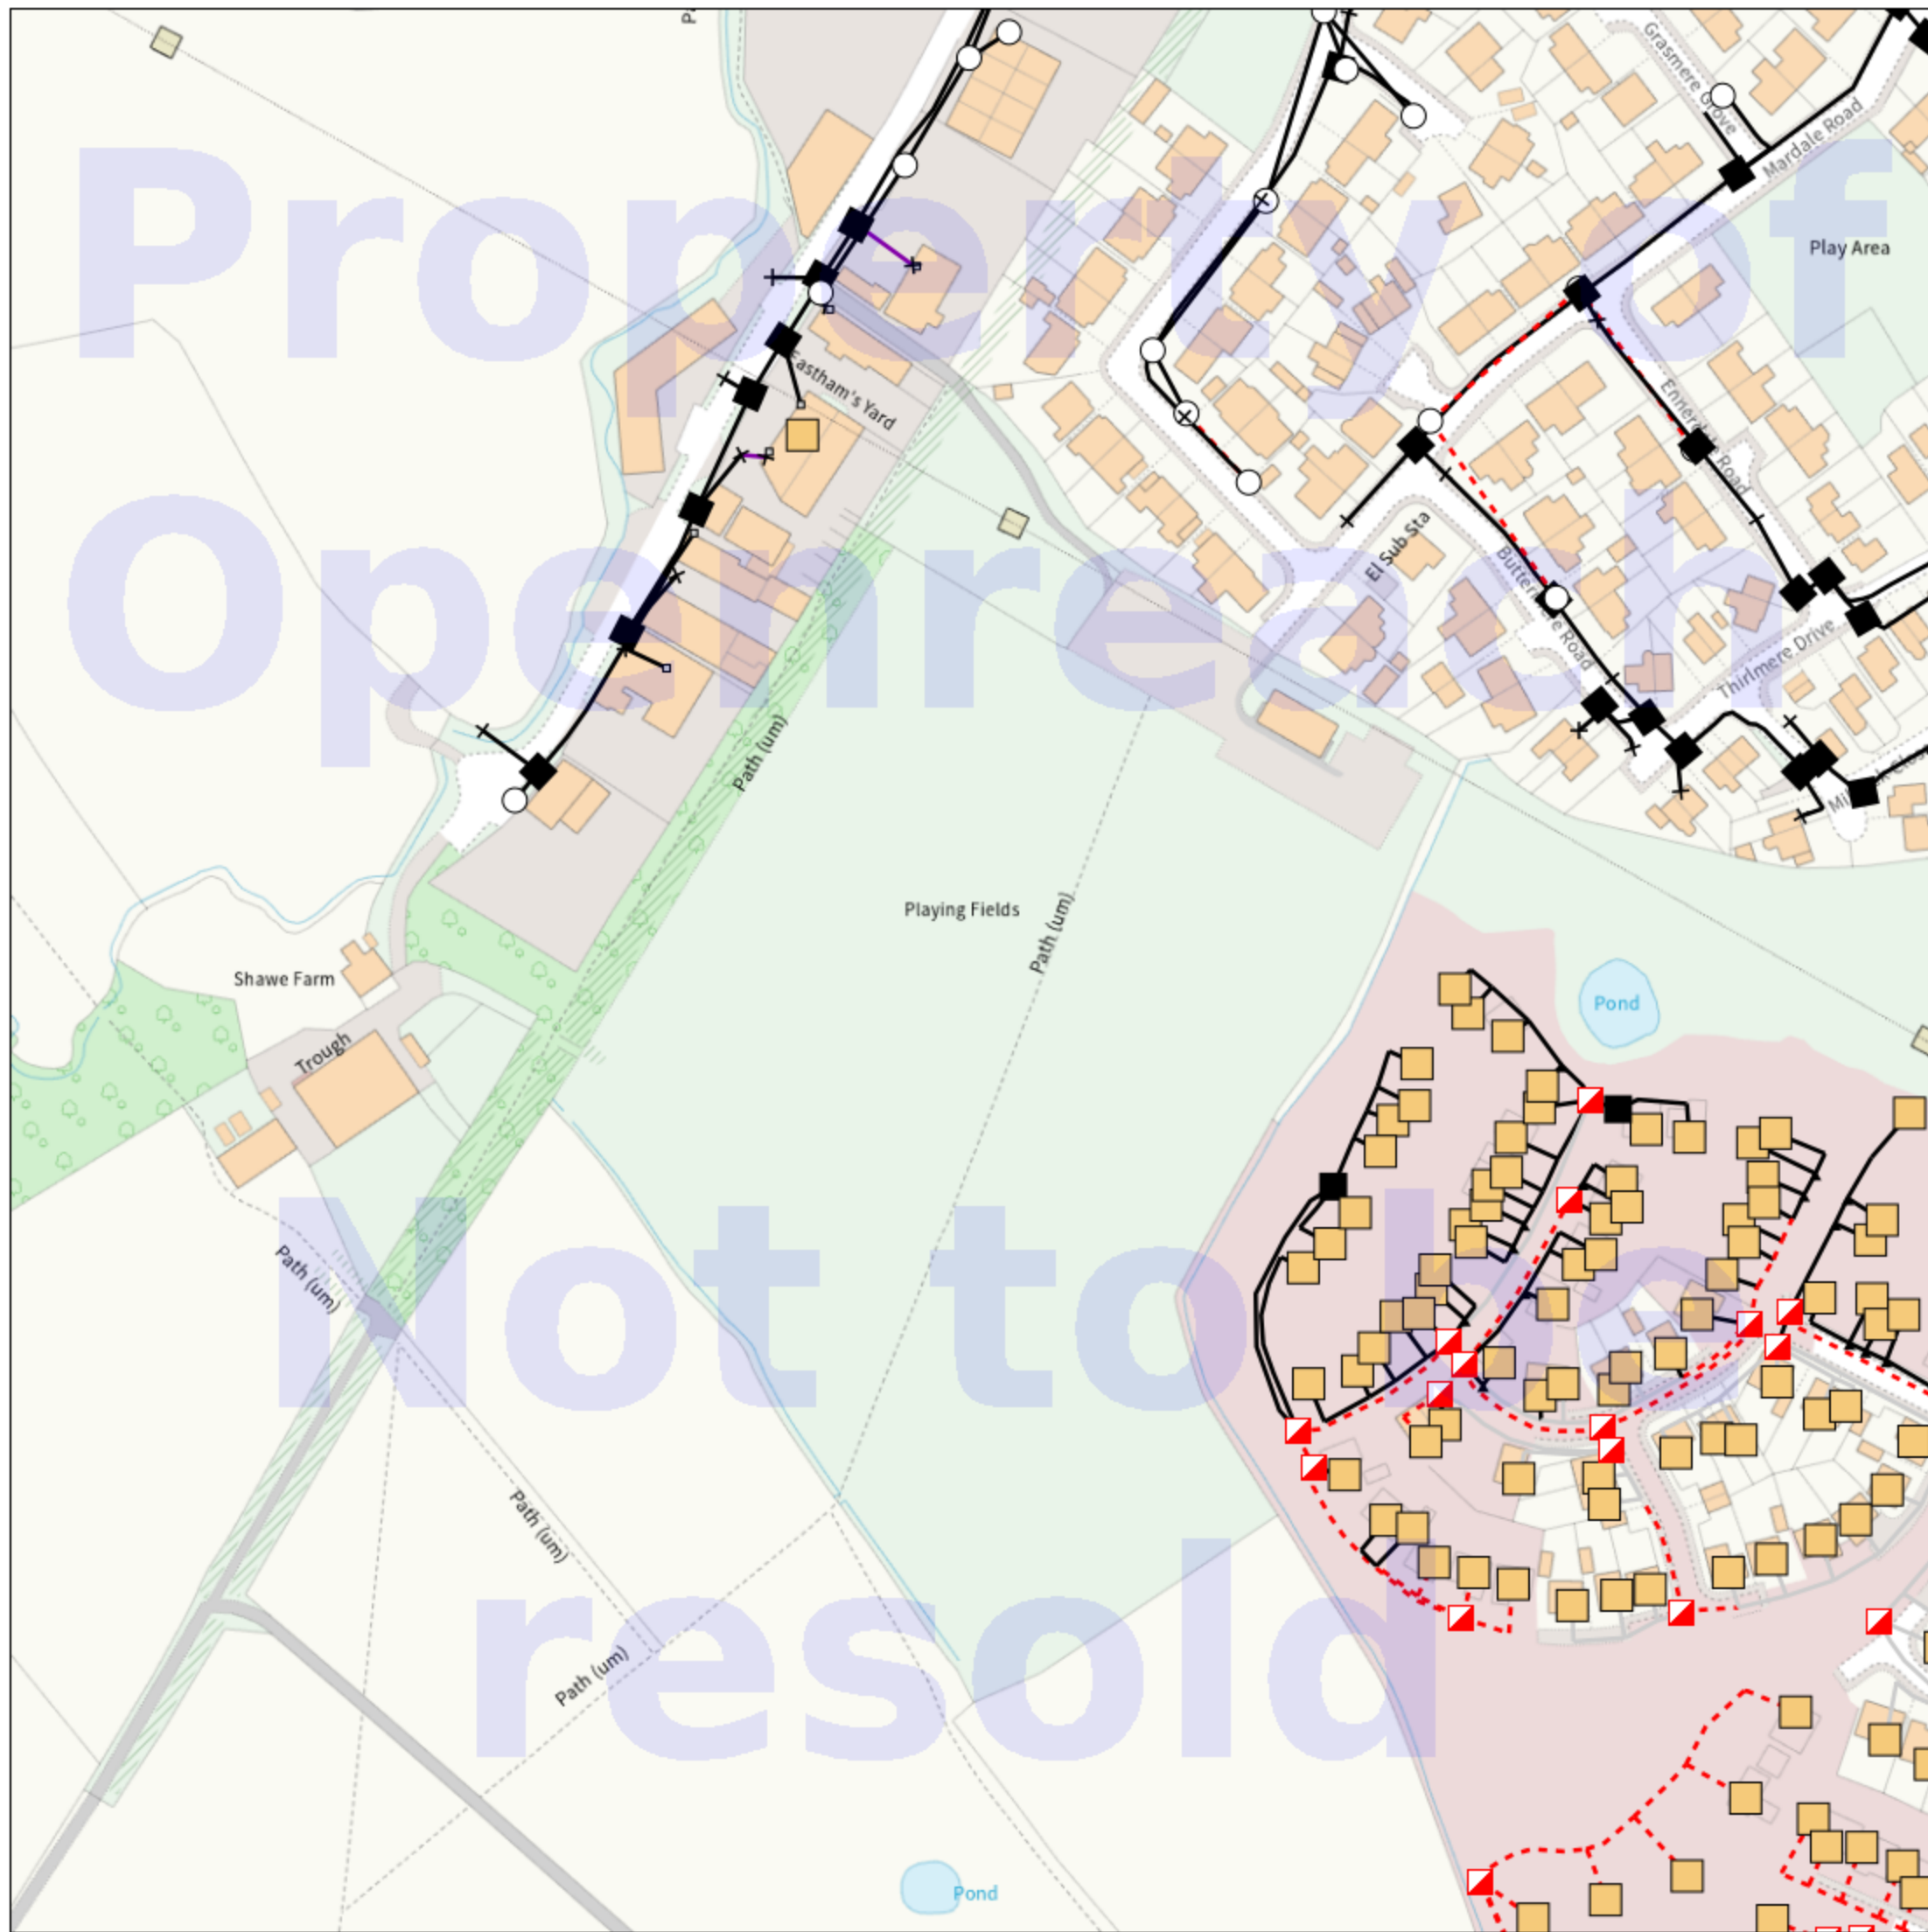 Grasmere Grove
Mardale Road
Property of
Play Area
Eastham's Yard
Ennerdale Road
El Sub Sta
Openreach
Buttermere Road
Thirlmere Drive
Path (um)
Playing Fields
Path (um)
Shawe Farm
Pond
Trough
Not to be
Path (um)
Path (um)
resold
Path (um)
Pond